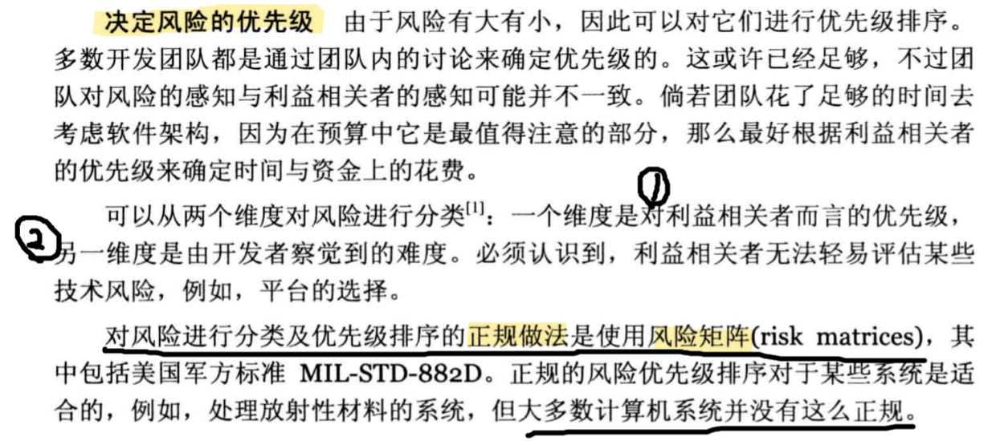 决定风险的优先级 由于风险有大有小，因此可以对它们进行优先级排序。
多数开发团队都是通过团队内的讨论来确定优先级的。这或许已经足够，不过团
队对风险的感知与利益相关者的感知可能并不一致。倘若团队花了足够的时间去
考虑软件架构，因为在预算中它是最值得注意的部分，那么最好根据利益相关者
的优先级来确定时间与资金上的花费。
①
可以从两个维度对风险进行分类[1]：一个维度是对利益相关者而言的优先级，
② 另一维度是由开发者察觉到的难度。必须认识到，利益相关者无法轻易评估某些
技术风险，例如，平台的选择。
对风险进行分类及优先级排序的正规做法是使用风险矩阵(risk matrices)，其
中包括美国军方标准 MIL-STD-882D。正规的风险优先级排序对于某些系统是适
合的，例如，处理放射性材料的系统，但大多数计算机系统并没有这么正规。